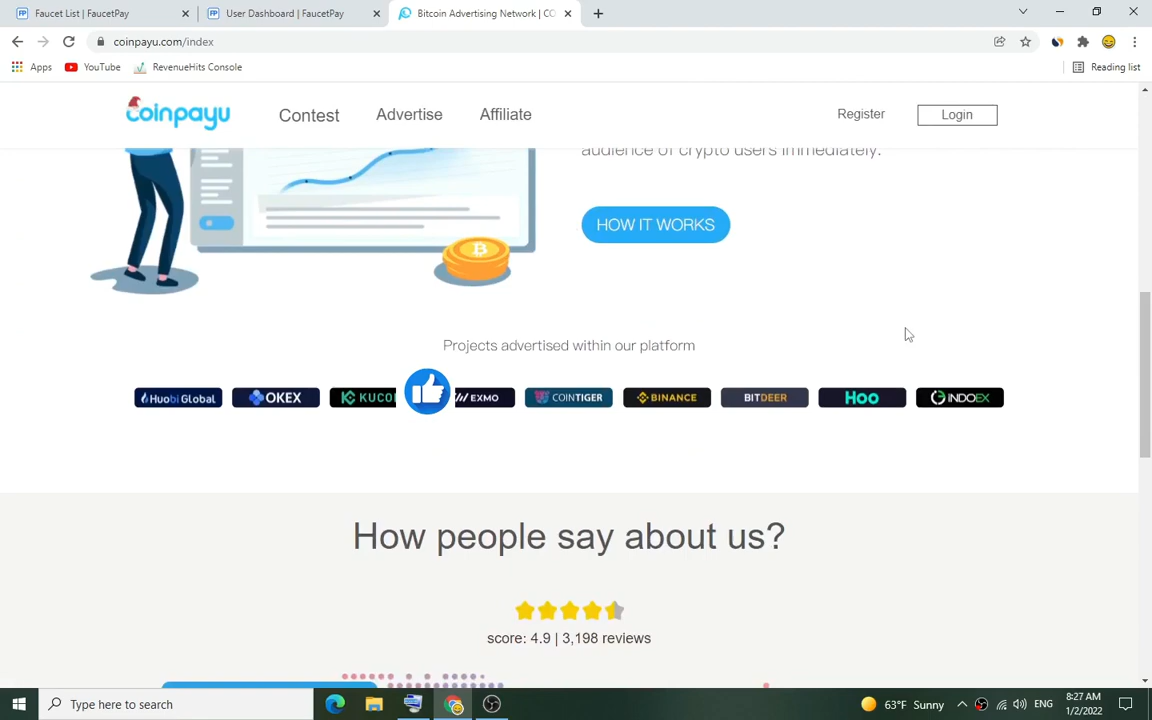 Faucet List | FaucetPay
User Dashboard | FaucetPay
Bitcoin Advertising Network | CO
coinpayu.com/index
Apps
YouTube
RevenueHits Console
Reading list
coinpayu
Contest
Advertise
Affiliate
Register
Login
audience of crypto users immediately.
HOW IT WORKS
Projects advertised within our platform
Huobi Global
OKEX
KUCO
EXMO
COINTIGER
BINANCE
BITDEER
Hoo
INDOEX
How people say about us?
score: 4.9 | 3,198 reviews
Type here to search
63°F Sunny
ENG
8:27 AM
1/2/2022